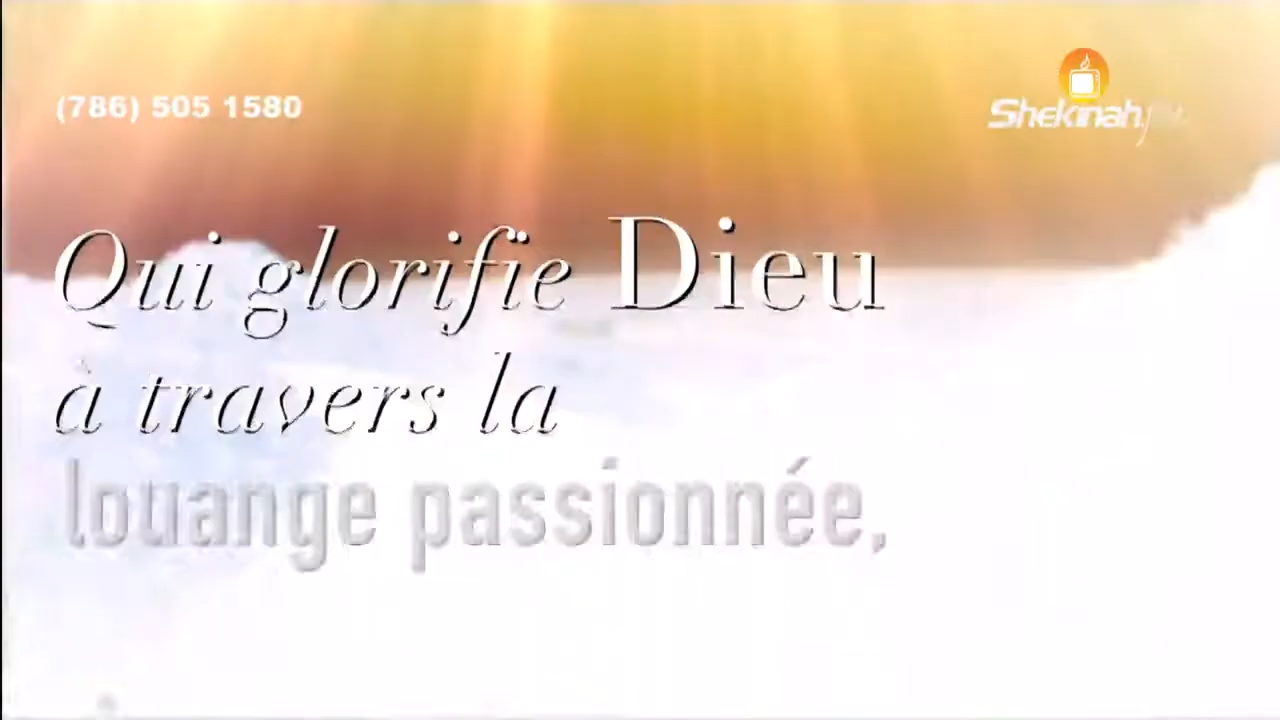 (786) 505 1580
Shekinah
Qui glorifie Dieu
à travers la
louange passionnée,